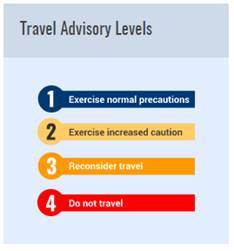 Travel Advisory Levels
1 Exercise normal precautions
2 Exercise increased caution
3 Reconsider travel
4 Do not travel